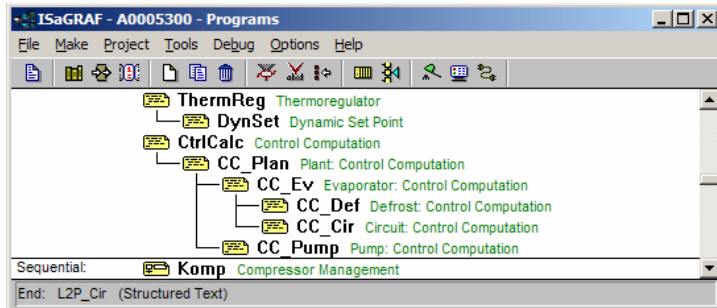 ISaGRAF - A0005300 - Programs
File Make Project Tools Debug Options Help
ThermReg Thermoregulator
DynSet Dynamic Set Point
CtrlCalc Control Computation
CC_Plan Plant: Control Computation
CC_Ev Evaporator: Control Computation
CC_Def Defrost: Control Computation
CC_Cir Circuit: Control Computation
CC_Pump Pump: Control Computation
Sequential: Komp Compressor Management
End: L2P_Cir (Structured Text)